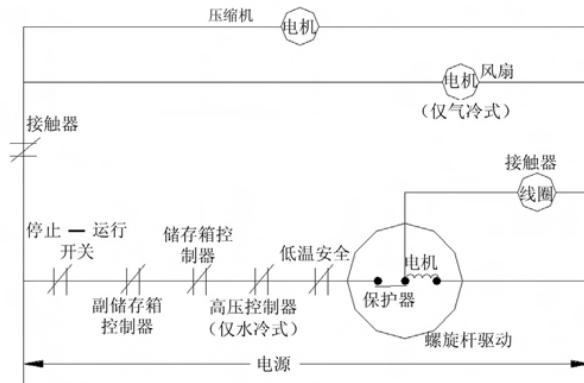 压缩机
电机
电机
风扇
(仅气冷式)
接触器
接触器
线圈
停止 — 运行
开关
储存箱控
制器
低温安全
电机
副储存箱
控制器
高压控制器
(仅水冷式)
保护器
螺旋杆驱动
电源